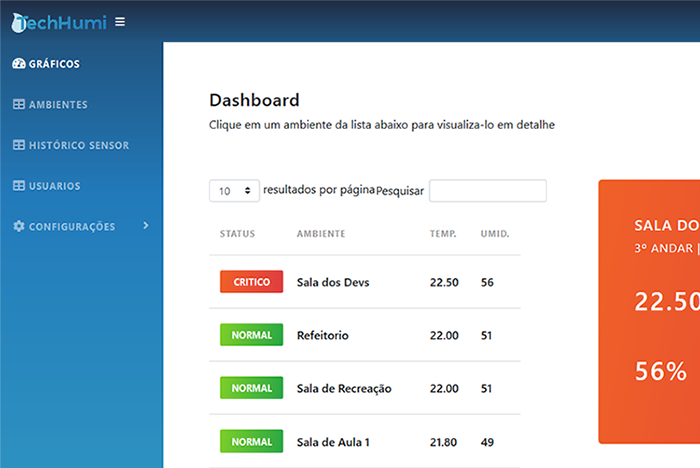 TechHumi
GRÁFICOS
AMBIENTES
HISTÓRICO SENSOR
USUARIOS
CONFIGURAÇÕES
Dashboard
Clique em um ambiente da lista abaixo para visualiza-lo em detalhe
10 resultados por página Pesquisar
STATUS AMBIENTE TEMP. UMID.
CRITICO Sala dos Devs 22.50 56
NORMAL Refeitorio 22.00 51
NORMAL Sala de Recreação 22.00 51
NORMAL Sala de Aula 1 21.80 49
SALA DO
3º ANDAR |
22.50
56%